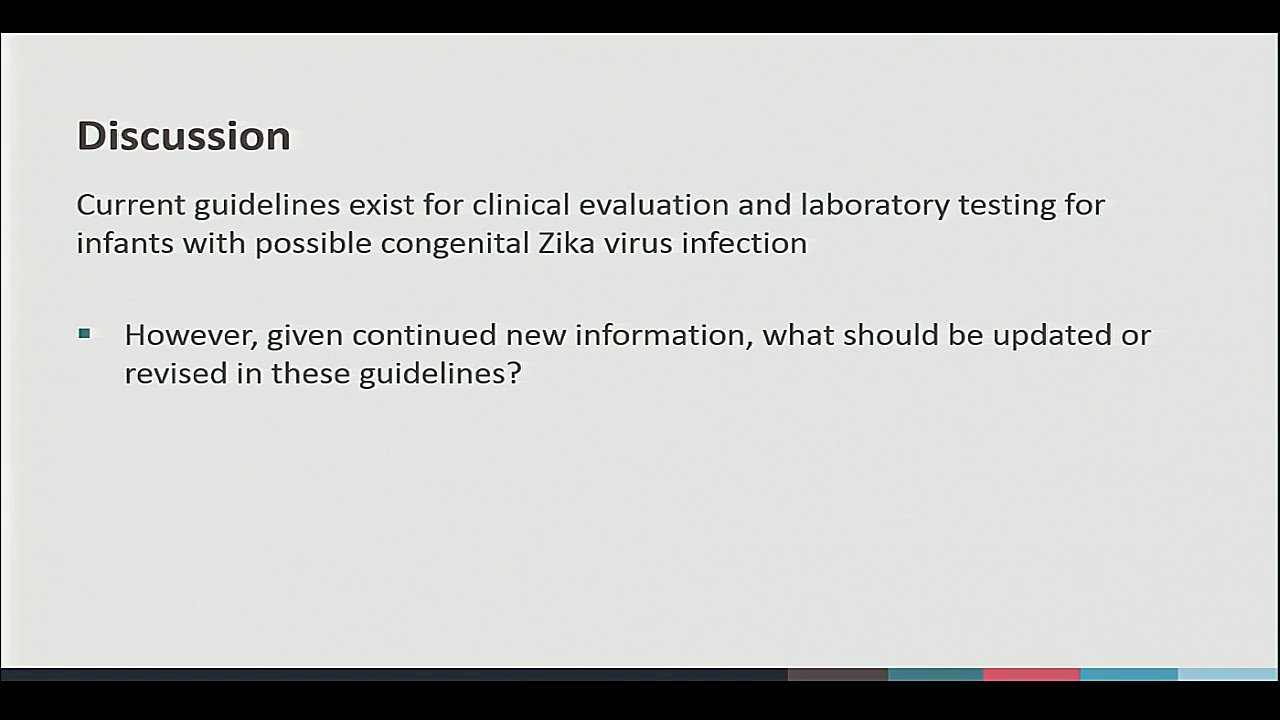 Discussion
Current guidelines exist for clinical evaluation and laboratory testing for
infants with possible congenital Zika virus infection
However, given continued new information, what should be updated or
revised in these guidelines?